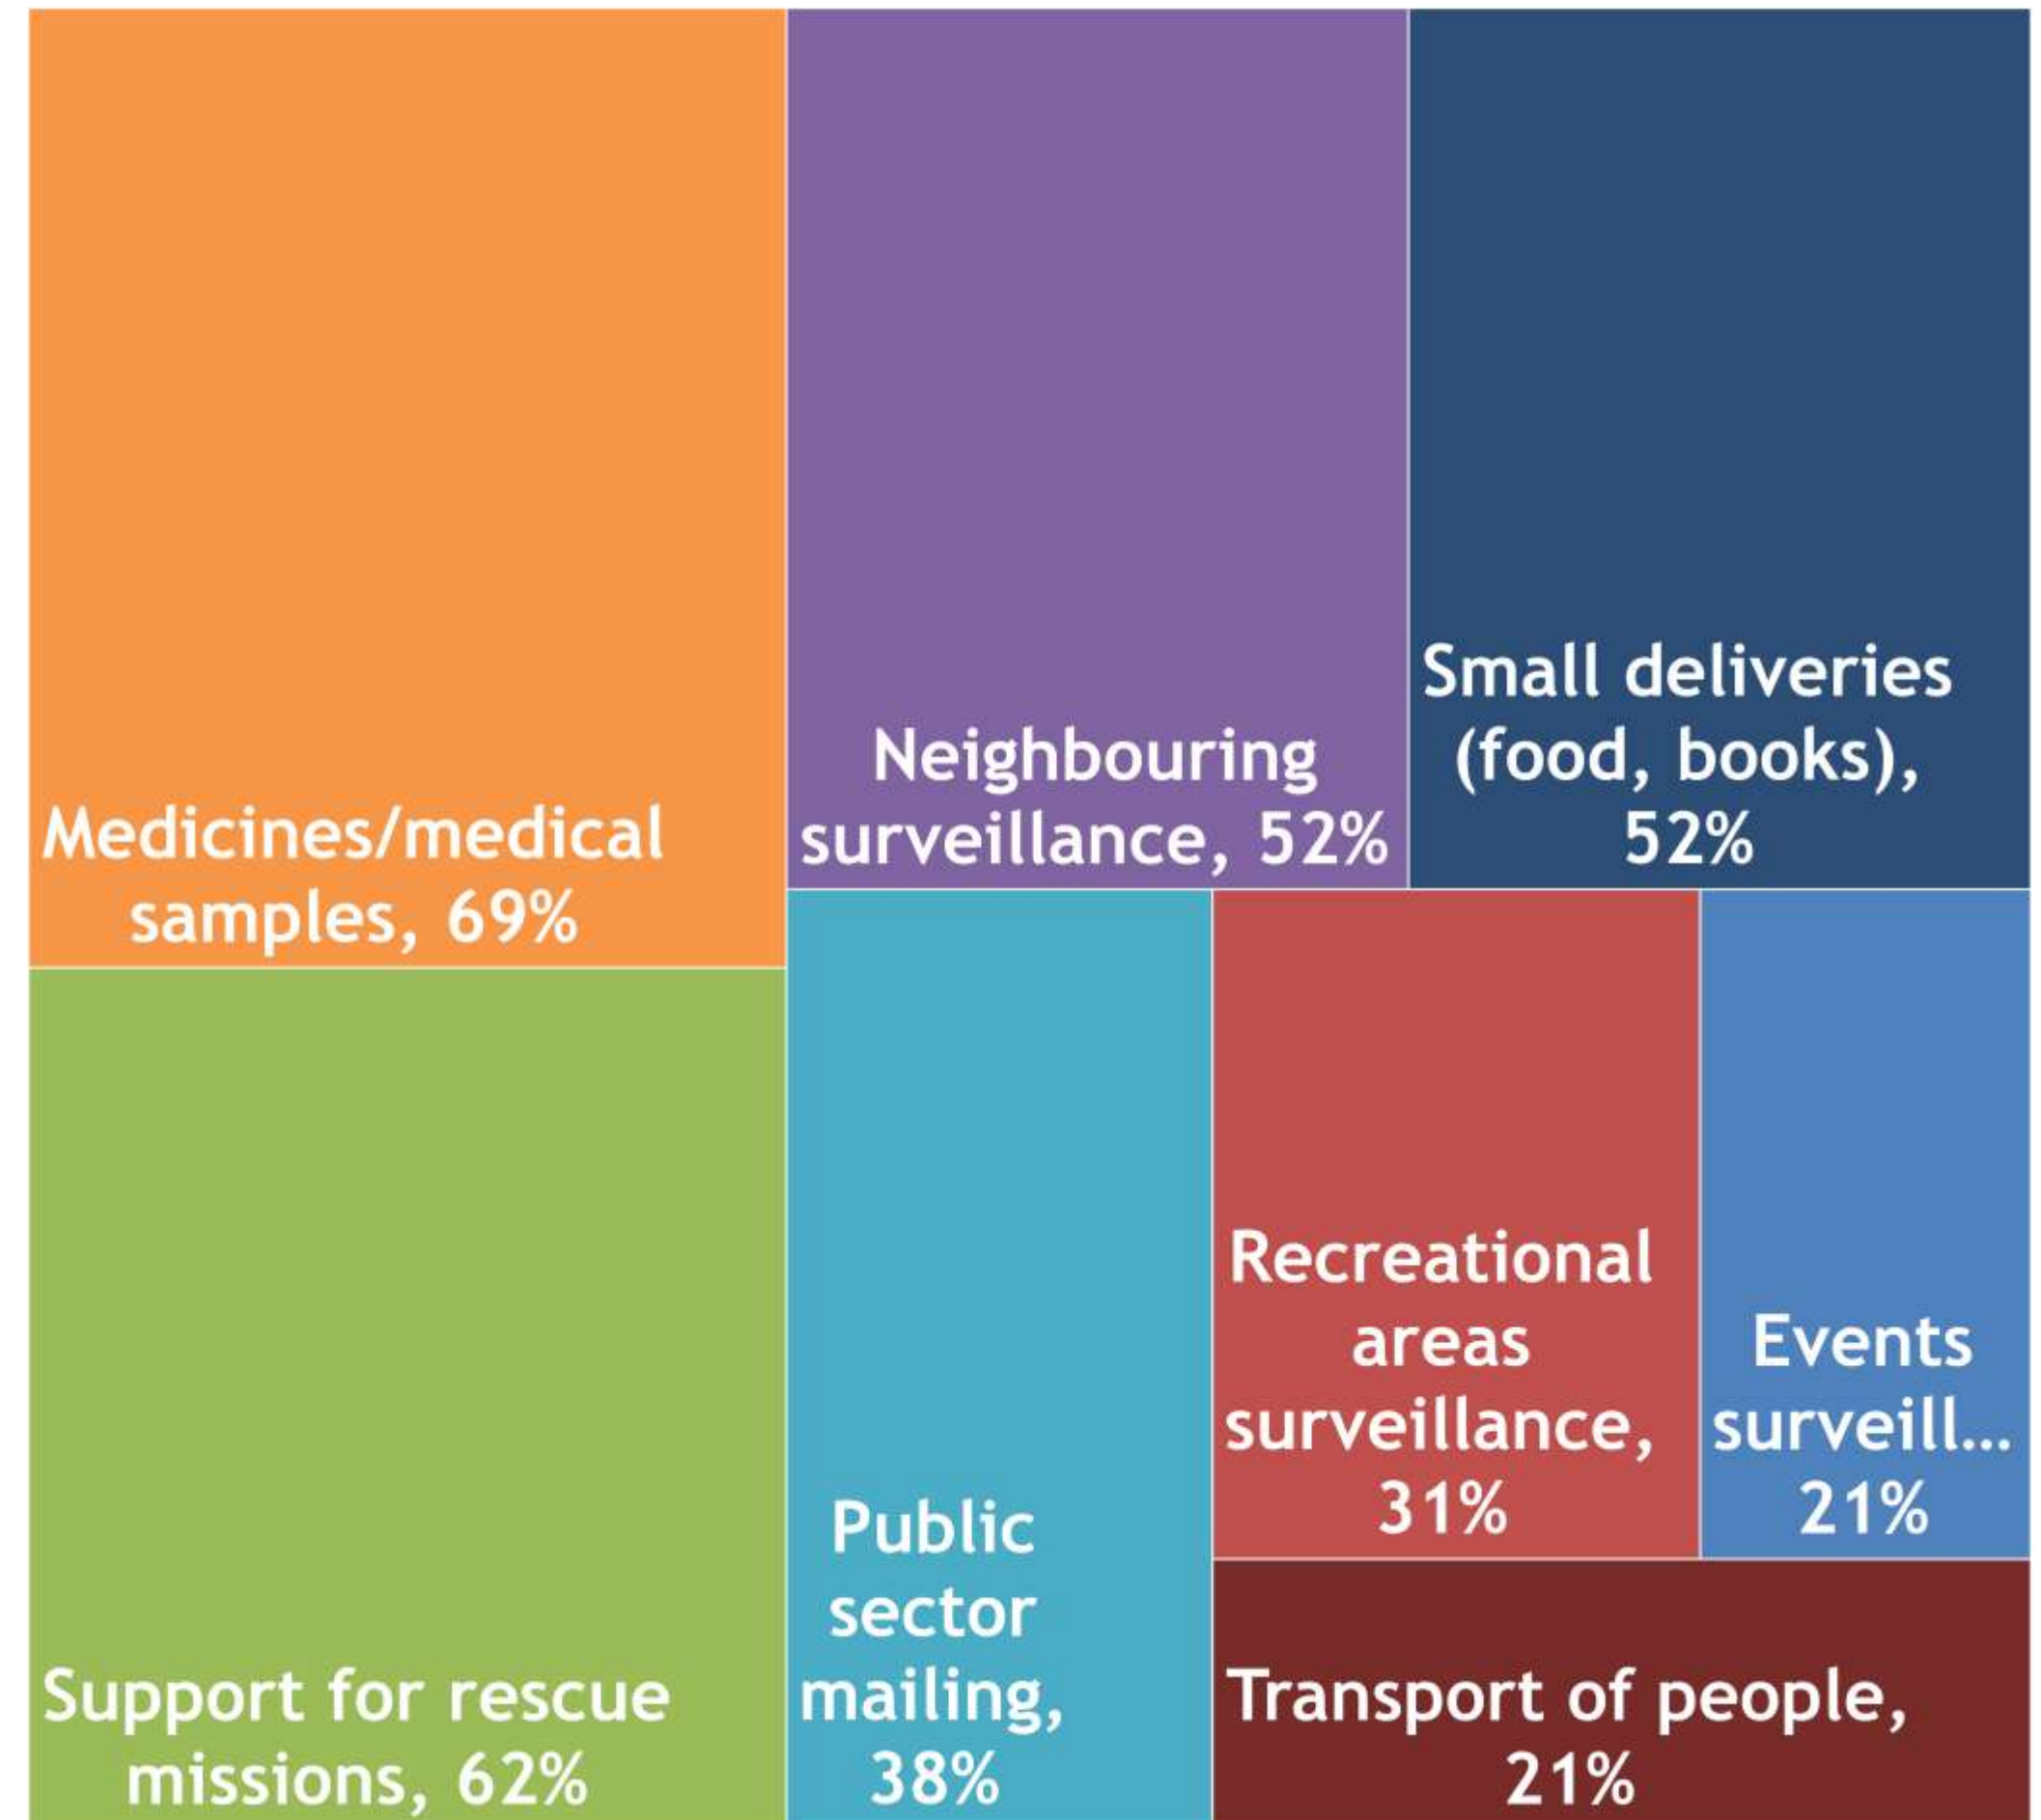 Medicines/medical
samples, 69%
Neighbouring
surveillance, 52%
Small deliveries
(food, books),
52%
Support for rescue
missions, 62%
Public
sector
mailing,
38%
Recreational
areas
surveillance,
31%
Events
surveill...
21%
Transport of people,
21%